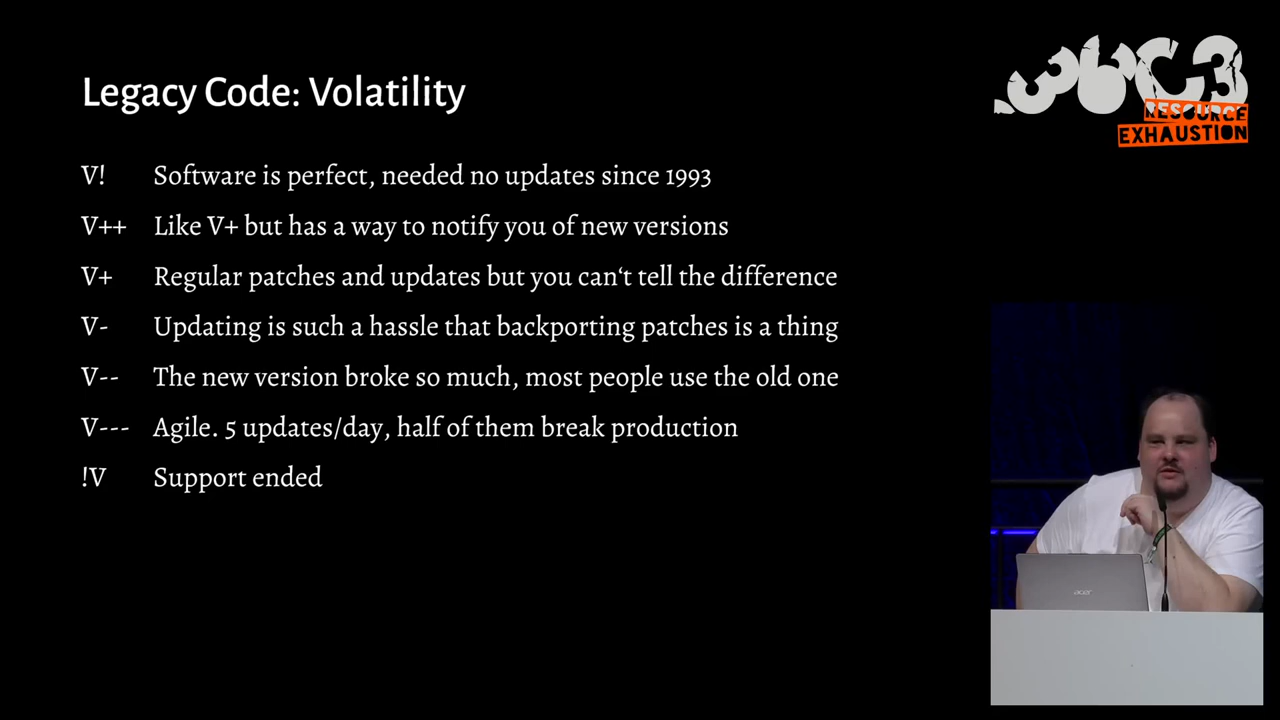 Legacy Code: Volatility
36C3
RESOURCE
EXHAUSTION
V! Software is perfect, needed no updates since 1993
V++ Like V+ but has a way to notify you of new versions
V+ Regular patches and updates but you can‘t tell the difference
V- Updating is such a hassle that backporting patches is a thing
V-- The new version broke so much, most people use the old one
V--- Agile. 5 updates/day, half of them break production
!V Support ended
acer